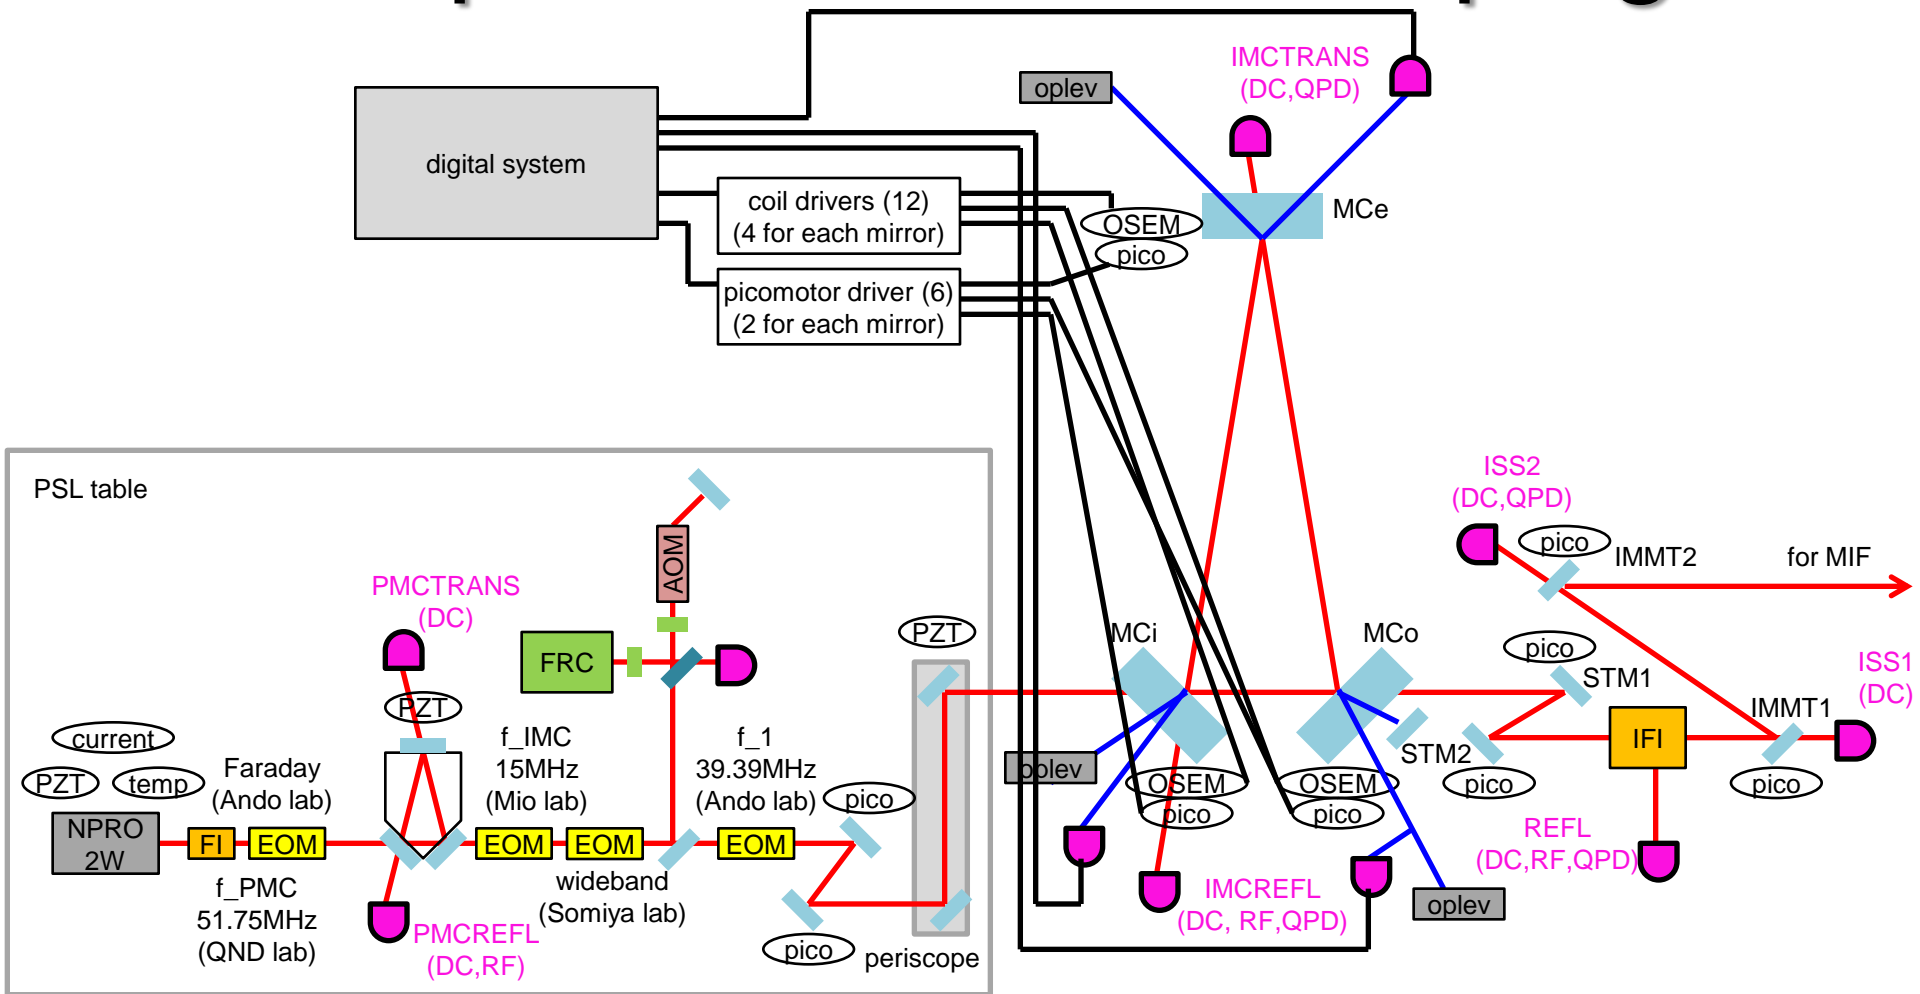 IMCTRANS
(DC,QPD)
oplev
digital system
coil drivers (12)
(4 for each mirror)
OSEM
pico
MCe
picomotor driver (6)
(2 for each mirror)
PSL table
ISS2
(DC,QPD)
pico
IMMT2
for MIF
AOM
PMCTRANS
(DC)
FRC
PZT
MCi
MCo
pico
STM1
ISS1
(DC)
PZT
IMMT1
current
f_IMC
15MHz
(Mio lab)
f_1
39.39MHz
(Ando lab)
IFI
STM2
PZT
temp
Faraday
(Ando lab)
pico
oplev
OSEM
pico
OSEM
pico
pico
pico
NPRO
2W
FI
EOM
EOM
EOM
EOM
REFL
(DC,RF,QPD)
f_PMC
51.75MHz
(QND lab)
wideband
(Somiya lab)
IMCREFL
(DC, RF,QPD)
oplev
PMCREFL
(DC,RF)
pico
periscope